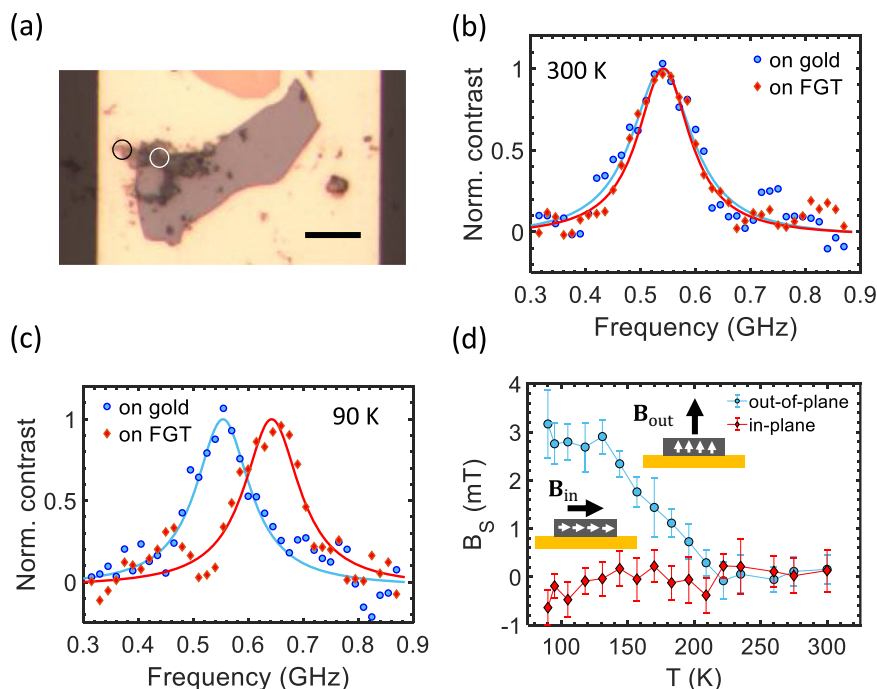 (a)
(b)
300 K
on gold
on FGT
Norm. contrast
1
0.5
0
0.3 0.4 0.5 0.6 0.7 0.8 0.9
Frequency (GHz)
(c)
on gold
on FGT
90 K
Norm. contrast
1
0.5
0
0.3 0.4 0.5 0.6 0.7 0.8 0.9
Frequency (GHz)
(d)
out-of-plane
in-plane
B_out
B_in
B_S (mT)
4
3
2
1
0
-1
100 150 200 250 300
T (K)